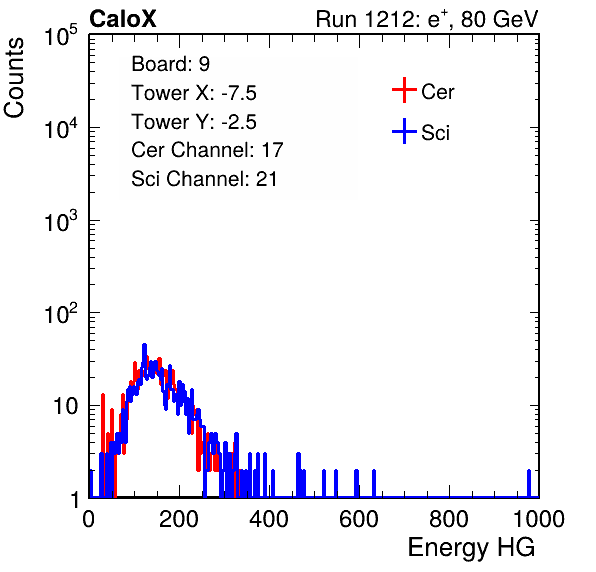 CaloX Run 1212: e⁺, 80 GeV
Counts
Board: 9
Tower X: -7.5
Tower Y: -2.5
Cer Channel: 17
Sci Channel: 21
Cer
Sci
10⁵
10⁴
10³
10²
10
1
0 200 400 600 800 1000
Energy HG